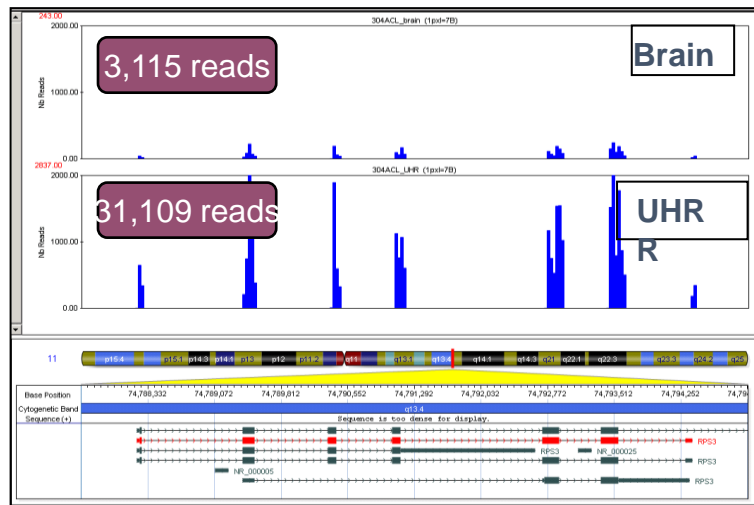 243.00
304ACL_brain (1pxl=7B)
2000.00
3,115 reads
Brain
1000.00
Nb Reads
0.00
2837.00
304ACL_UHR (1pxl=7B)
2000.00
31,109 reads
UHR
R
1000.00
Nb Reads
0.00
11
p15.4 p15.1 p14.3 p14.1 p13 p12 p11.2 q11 q13.1 q13.4 q14.1 q14.3 q21 q22.1 q22.3 q23.3 q24.2 q25
Base Position 74,788,332 74,789,072 74,789,812 74,790,552 74,791,292 74,792,032 74,792,772 74,793,512 74,794,252 74,79
Cytogenetic Band q13.4
Sequence (+) Sequence is too dense for display.
RPS3
RPS3 NR_000025
RPS3
NR_000005
RPS3